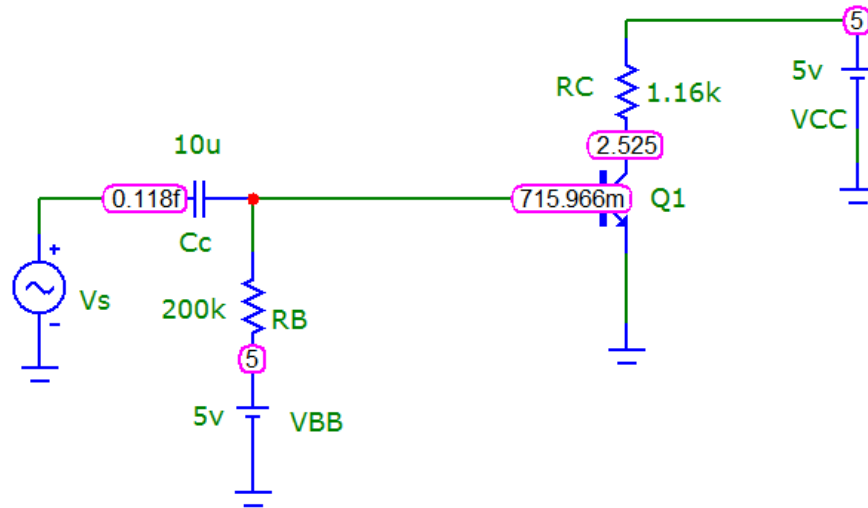 5
5v
VCC
RC
1.16k
2.525
10u
0.118f
715.966m
Q1
Cc
+
Vs
-
200k
RB
5
5v
VBB